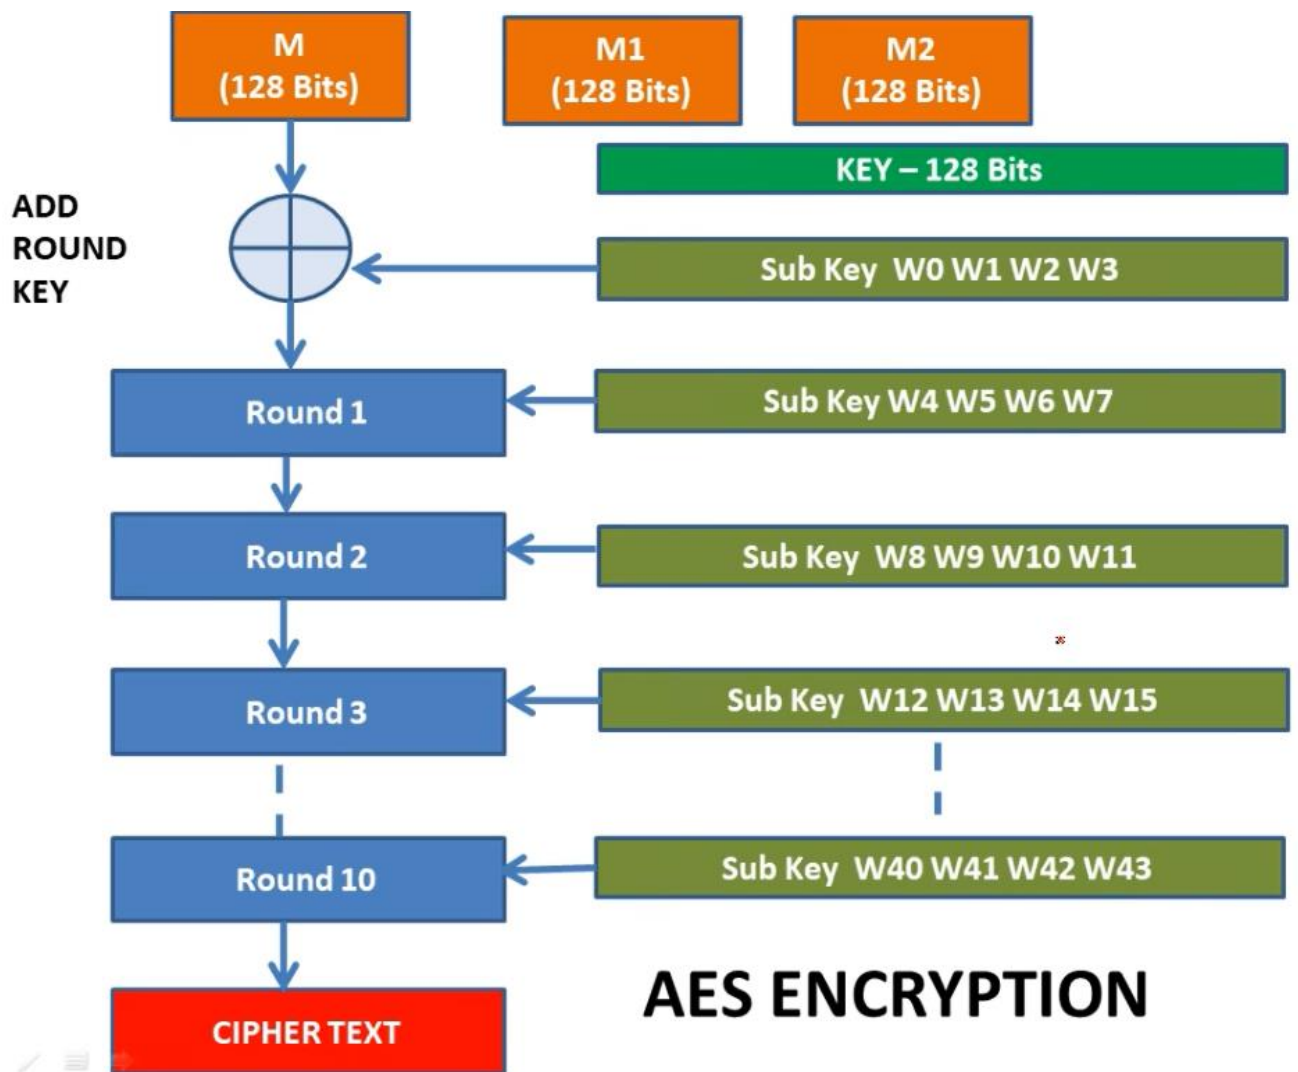 M
(128 Bits)
M1
(128 Bits)
M2
(128 Bits)
KEY – 128 Bits
ADD
ROUND
KEY
Sub Key W0 W1 W2 W3
Round 1
Sub Key W4 W5 W6 W7
Round 2
Sub Key W8 W9 W10 W11
Round 3
Sub Key W12 W13 W14 W15
Round 10
Sub Key W40 W41 W42 W43
AES ENCRYPTION
CIPHER TEXT